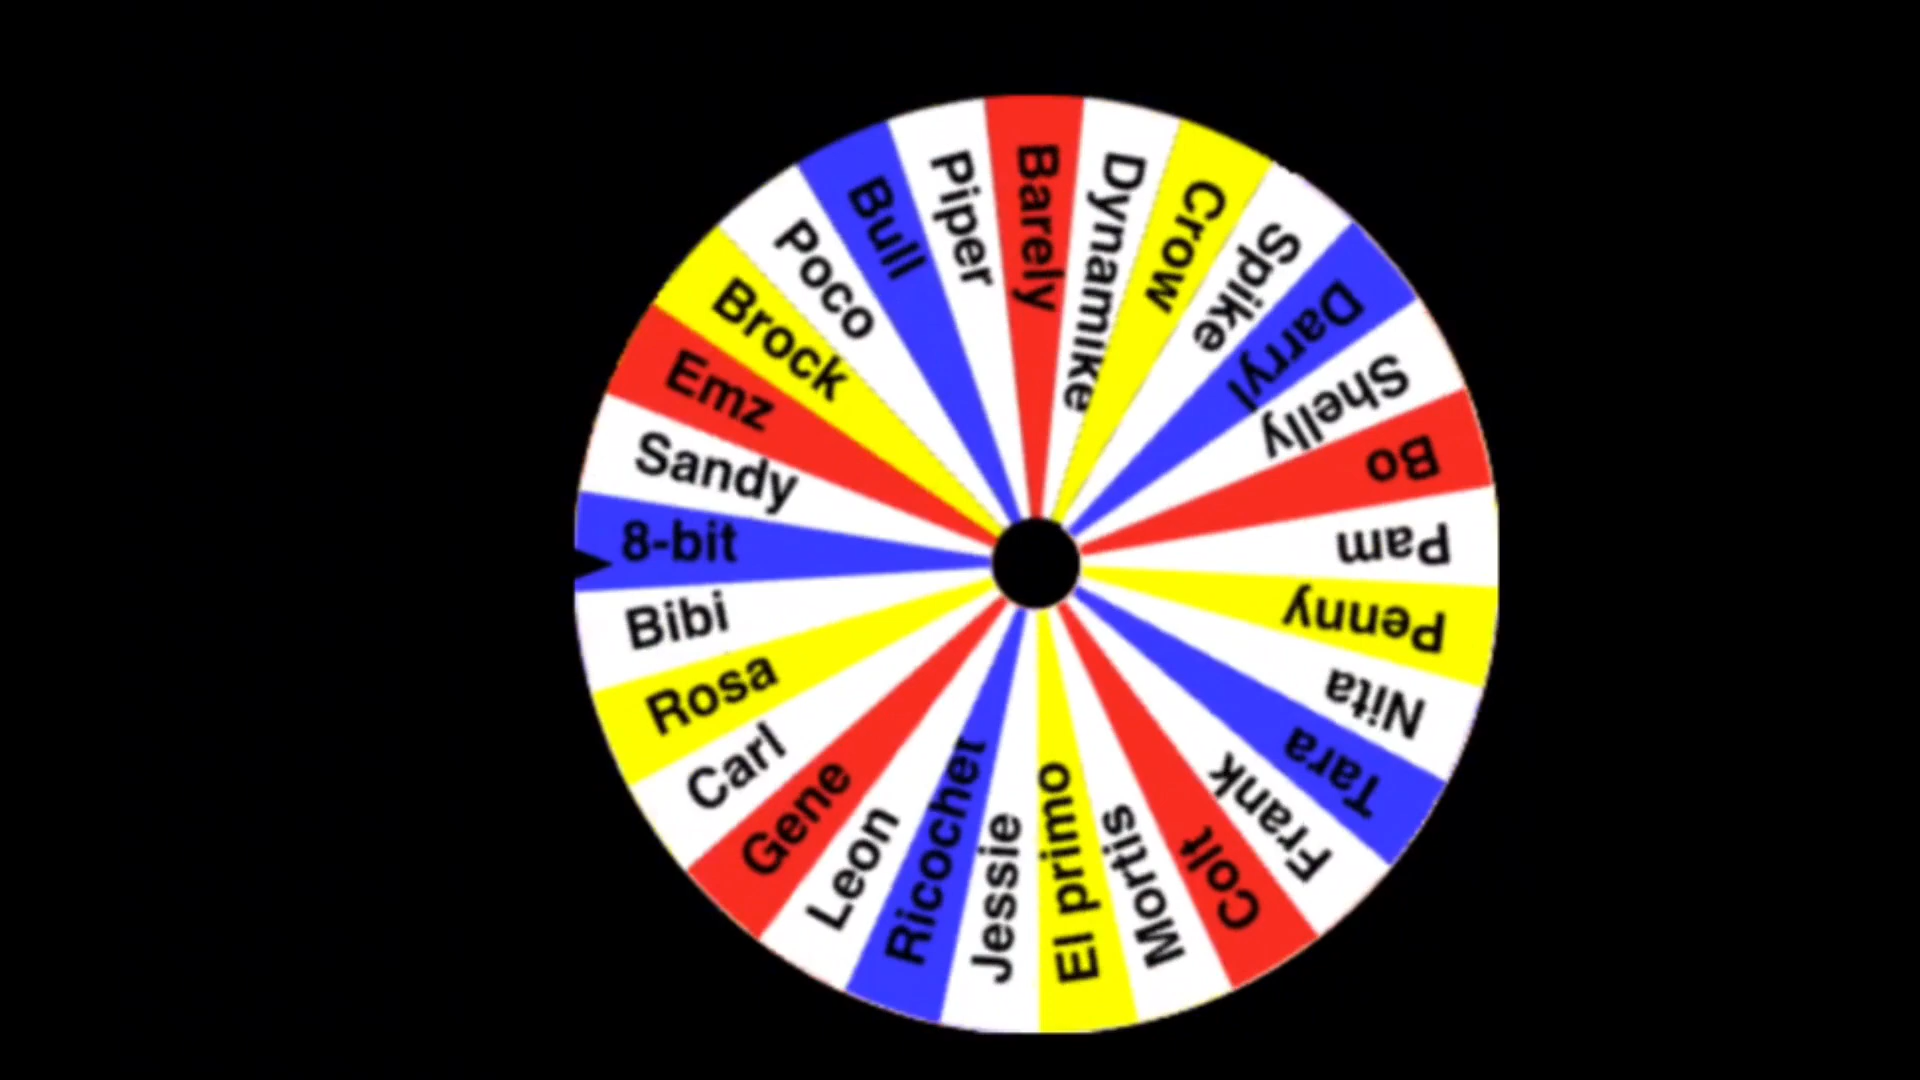 Barely
Dynamike
Crow
Spike
Darryl
Shelly
Bo
Pam
Penny
Nita
Tara
Frank
Colt
Mortis
El primo
Jessie
Ricochet
Leon
Gene
Carl
Rosa
Bibi
8-bit
Sandy
Emz
Brock
Poco
Bull
Piper